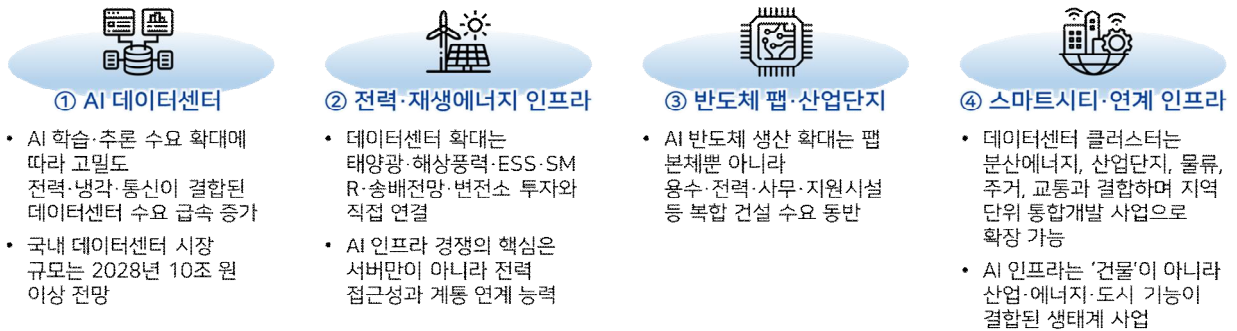 ① AI 데이터센터
• AI 학습·추론 수요 확대에
따라 고밀도
전력·냉각·통신이 결합된
데이터센터 수요 급속 증가
• 국내 데이터센터 시장
규모는 2028년 10조 원
이상 전망
② 전력·재생에너지 인프라
• 데이터센터 확대는
태양광·해상풍력·ESS·SM
R·송배전망·변전소 투자와
직접 연결
• AI 인프라 경쟁의 핵심은
서버만이 아니라 전력
접근성과 계통 연계 능력
③ 반도체 팹·산업단지
• AI 반도체 생산 확대는 팹
본체뿐 아니라
용수·전력·사무·지원시설
등 복합 건설 수요 동반
④ 스마트시티·연계 인프라
• 데이터센터 클러스터는
분산에너지, 산업단지, 물류,
주거, 교통과 결합하며 지역
단위 통합개발 사업으로
확장 가능
• AI 인프라는 ‘건물’이 아니라
산업·에너지·도시 기능이
결합된 생태계 사업